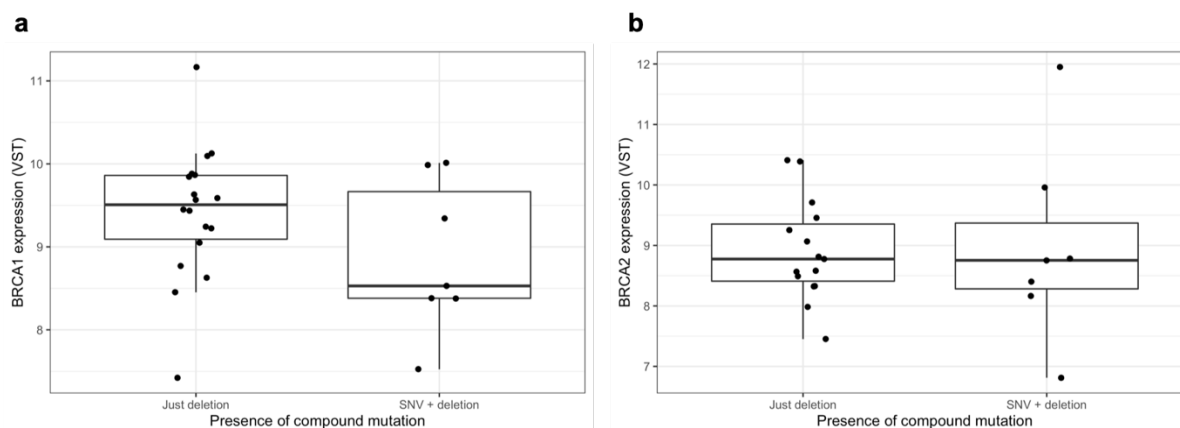 a
BRCA1 expression (VST)
11
10
9
8
Just deletion
SNV + deletion
Presence of compound mutation
b
BRCA2 expression (VST)
12
11
10
9
8
7
Just deletion
SNV + deletion
Presence of compound mutation